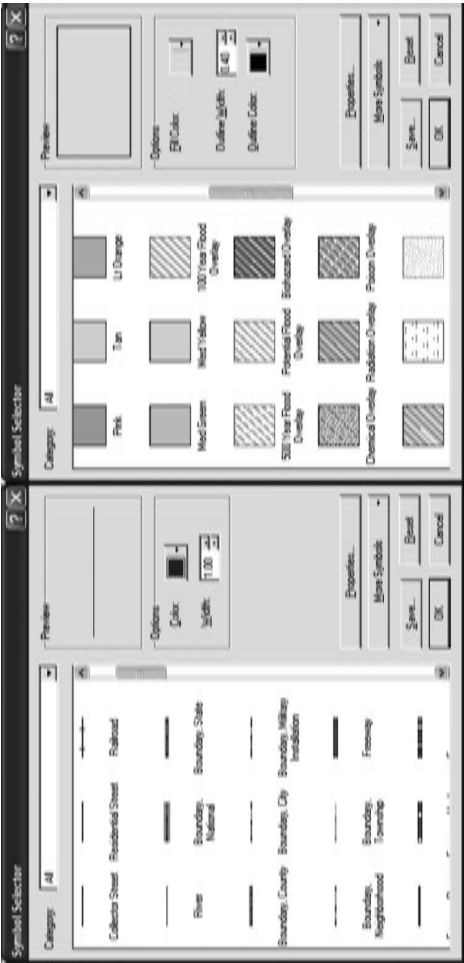 Symbol Selector
? X
Category:
All
Collector Street
Residential Street
Railroad
River
Boundary,
National
Boundary, State
Boundary, County
Boundary, City
Boundary, Military
Installation
Boundary,
Neighborhood
Boundary,
Township
Freeway
Preview
Options
Color:
Width:
1.00
Properties...
More Symbols
Save...
Reset
OK
Cancel
Symbol Selector
? X
Category:
All
Pink
Tan
Lt Orange
Med Green
Med Yellow
100 Year Flood
Overlay
500 Year Flood
Overlay
Potential Flood
Overlay
Biohazard Overlay
Chemical Overlay
Radiation Overlay
Poison Overlay
Preview
Options
Fill Color:
Outline Width:
0.40
Outline Color:
Properties...
More Symbols
Save...
Reset
OK
Cancel